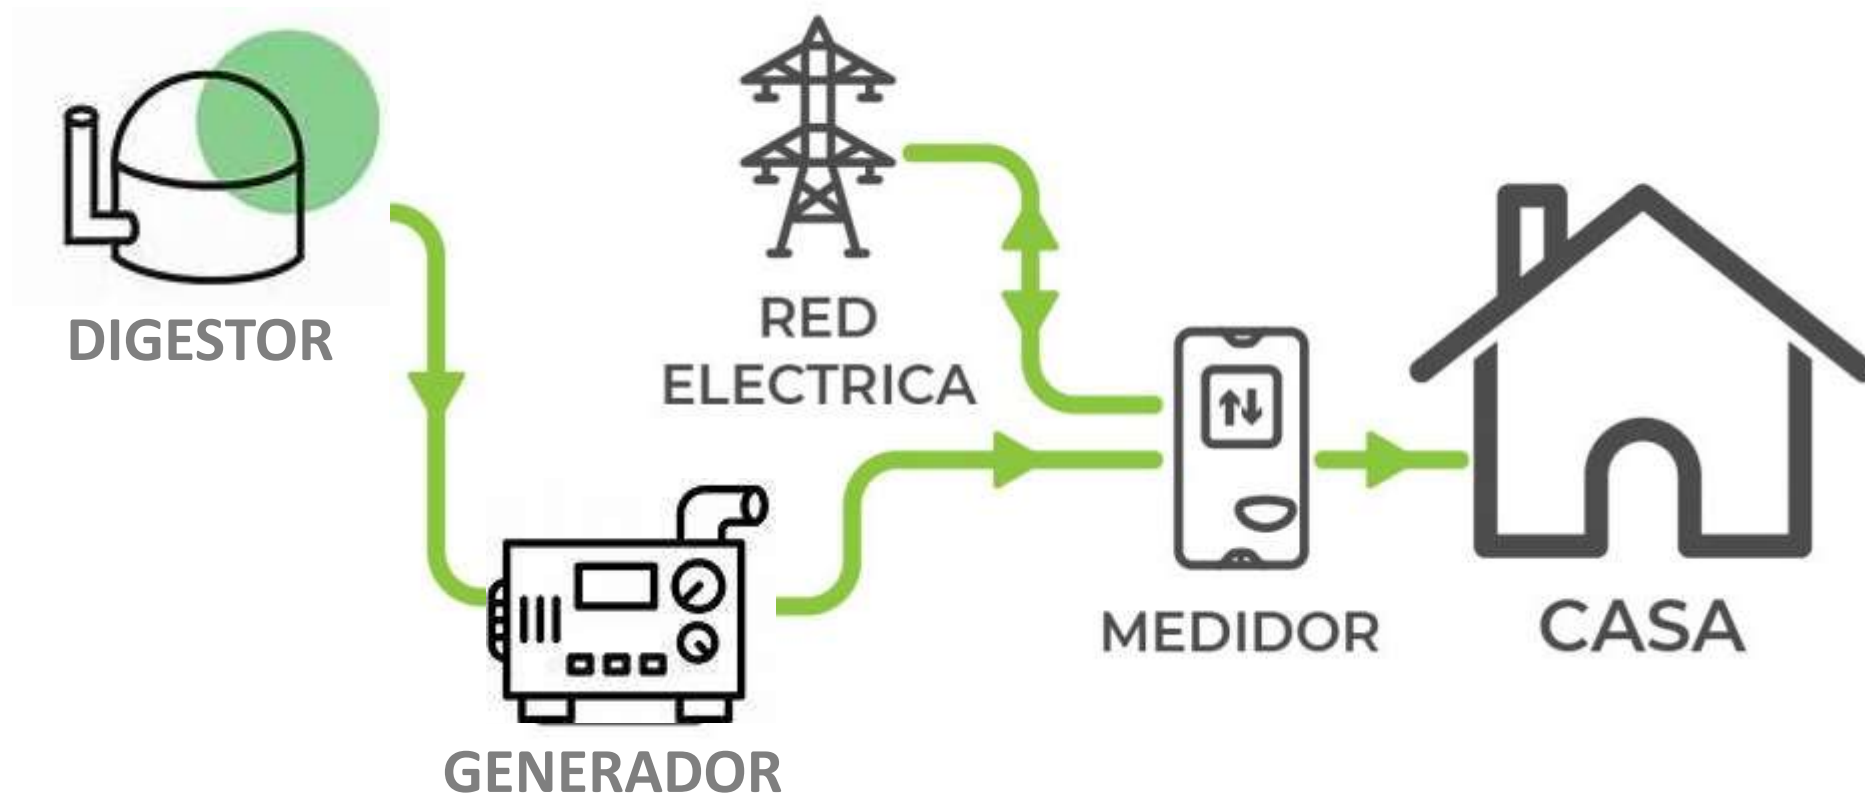 DIGESTOR
RED
ELECTRICA
GENERADOR
MEDIDOR
CASA